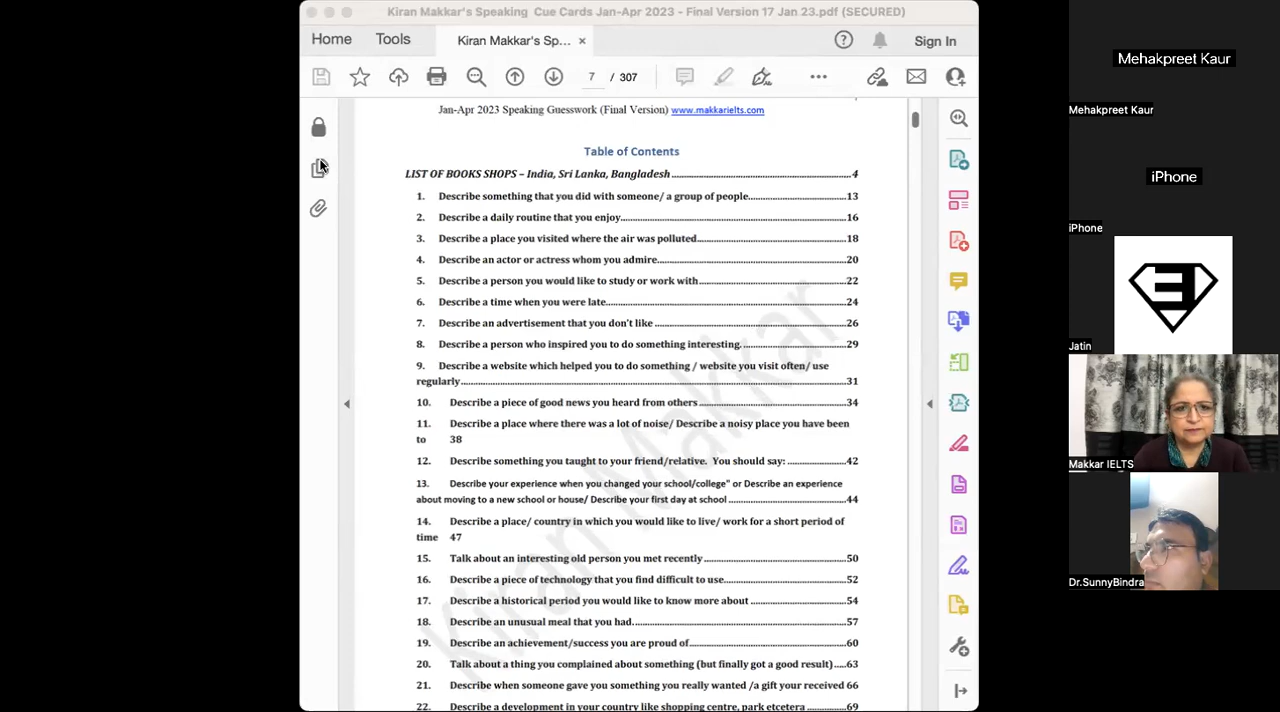 Kiran Makkar's Speaking Cue Cards Jan-Apr 2023 - Final Version 17 Jan 23.pdf (SECURED)
Home Tools Kiran Makkar's Sp... × Sign In
7 / 307
Jan-Apr 2023 Speaking Guesswork (Final Version) www.makkarielts.com
Table of Contents
LIST OF BOOKS SHOPS – India, Sri Lanka, Bangladesh 4
1. Describe something that you did with someone/ a group of people 13
2. Describe a daily routine that you enjoy 16
3. Describe a place you visited where the air was polluted 18
4. Describe an actor or actress whom you admire 20
5. Describe a person you would like to study or work with 22
6. Describe a time when you were late 24
7. Describe an advertisement that you don't like 26
8. Describe a person who inspired you to do something interesting. 29
9. Describe a website which helped you to do something / website you visit often/ use
regularly 31
10. Describe a piece of good news you heard from others 34
11. Describe a place where there was a lot of noise/ Describe a noisy place you have been
to 38
12. Describe something you taught to your friend/relative. You should say: 42
13. Describe your experience when you changed your school/college" or Describe an experience
about moving to a new school or house/ Describe your first day at school 44
14. Describe a place/ country in which you would like to live/ work for a short period of
time 47
15. Talk about an interesting old person you met recently 50
16. Describe a piece of technology that you find difficult to use 52
17. Describe a historical period you would like to know more about 54
18. Describe an unusual meal that you had. 57
19. Describe an achievement/success you are proud of 60
20. Talk about a thing you complained about something (but finally got a good result) 63
21. Describe when someone gave you something you really wanted /a gift your received 66
22. Describe a development in your country like shopping centre, park etcetera 69
Kiran Makkar
Mehakpreet Kaur
Mehakpreet Kaur
iPhone
iPhone
Jatin
Makkar IELTS
Dr.SunnyBindra